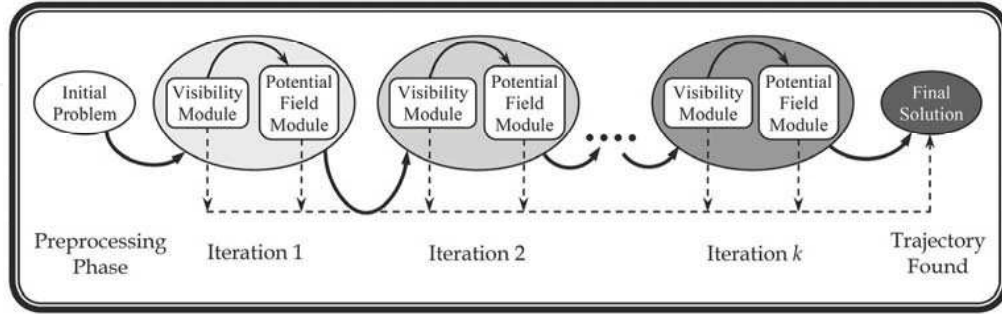 Initial
Problem
Visibility
Module
Potential
Field
Module
Visibility
Module
Potential
Field
Module
Visibility
Module
Potential
Field
Module
Final
Solution
Preprocessing
Phase
Iteration 1
Iteration 2
Iteration k
Trajectory
Found